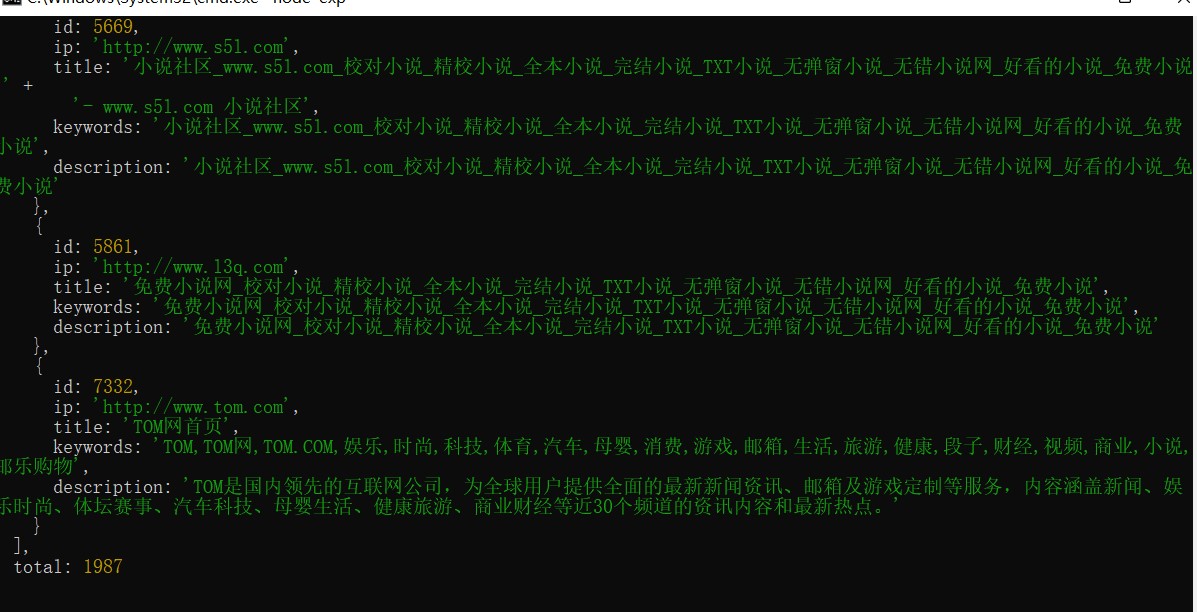 id: 5669,
ip: 'http://www.s5l.com',
title: '小说社区_www.s5l.com_校对小说_精校小说_全本小说_完结小说_TXT小说_无弹窗小说_无错小说网_好看的小说_免费小说
' +
'- www.s5l.com 小说社区',
keywords: '小说社区_www.s5l.com_校对小说_精校小说_全本小说_完结小说_TXT小说_无弹窗小说_无错小说网_好看的小说_免费
小说',
description: '小说社区_www.s5l.com_校对小说_精校小说_全本小说_完结小说_TXT小说_无弹窗小说_无错小说网_好看的小说_免
费小说'
},
{
id: 5861,
ip: 'http://www.l3q.com',
title: '免费小说网_校对小说_精校小说_全本小说_完结小说_TXT小说_无弹窗小说_无错小说网_好看的小说_免费小说',
keywords: '免费小说网_校对小说_精校小说_全本小说_完结小说_TXT小说_无弹窗小说_无错小说网_好看的小说_免费小说',
description: '免费小说网_校对小说_精校小说_全本小说_完结小说_TXT小说_无弹窗小说_无错小说网_好看的小说_免费小说'
},
{
id: 7332,
ip: 'http://www.tom.com',
title: 'TOM网首页',
keywords: 'TOM,TOM网,TOM.COM,娱乐,时尚,科技,体育,汽车,母婴,消费,游戏,邮箱,生活,旅游,健康,段子,财经,视频,商业,小说,
邮乐购物',
description: 'TOM是国内领先的互联网公司，为全球用户提供全面的最新新闻资讯、邮箱及游戏定制等服务，内容涵盖新闻、娱
乐时尚、体坛赛事、汽车科技、母婴生活、健康旅游、商业财经等近30个频道的资讯内容和最新热点。'
}
],
total: 1987